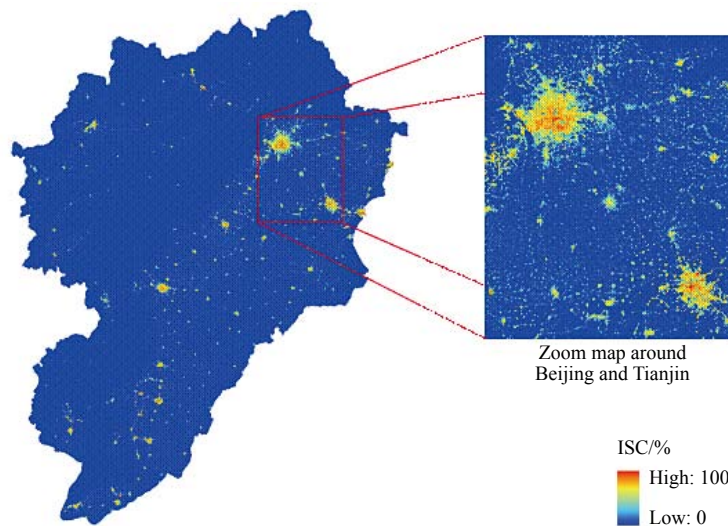 Zoom map around
Beijing and Tianjin
ISC/%
High: 100
Low: 0